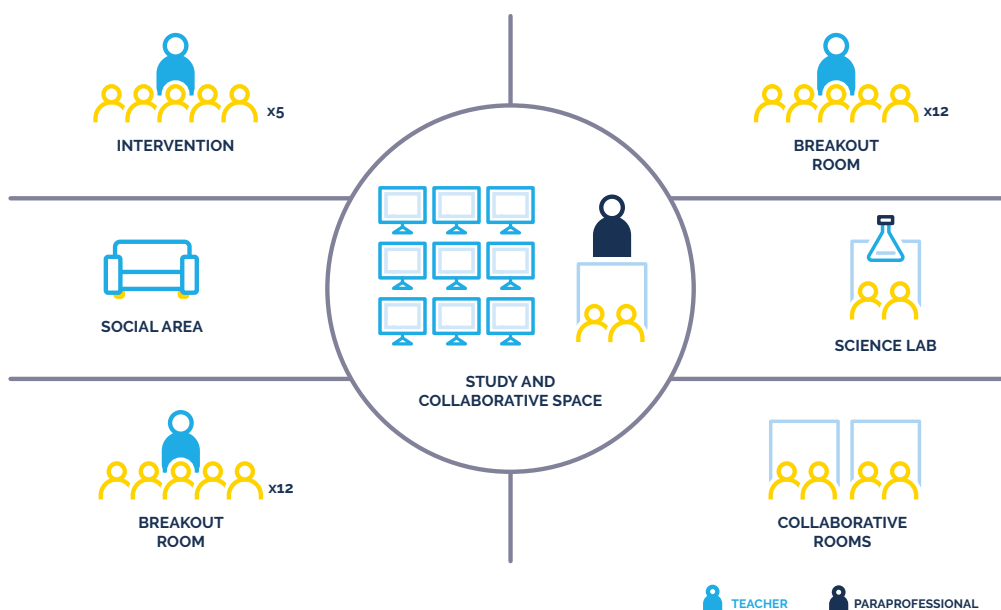 x5
INTERVENTION
x12
BREAKOUT
ROOM
SOCIAL AREA
STUDY AND
COLLABORATIVE SPACE
SCIENCE LAB
x12
BREAKOUT
ROOM
COLLABORATIVE
ROOMS
TEACHER
PARAPROFESSIONAL